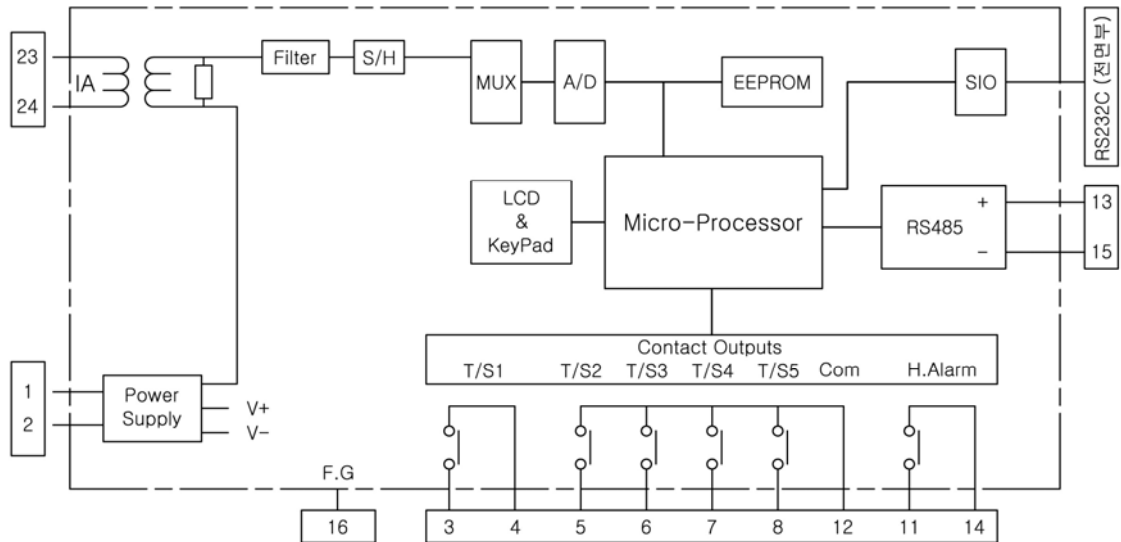 23
24
IA
Filter
S/H
MUX
A/D
EEPROM
SIO
RS232C (전면부)
LCD
&
KeyPad
Micro-Processor
RS485
+
-
13
15
Contact Outputs
T/S1 T/S2 T/S3 T/S4 T/S5 Com H.Alarm
1
2
Power
Supply
V+
V-
F.G
16
3 4 5 6 7 8 12 11 14